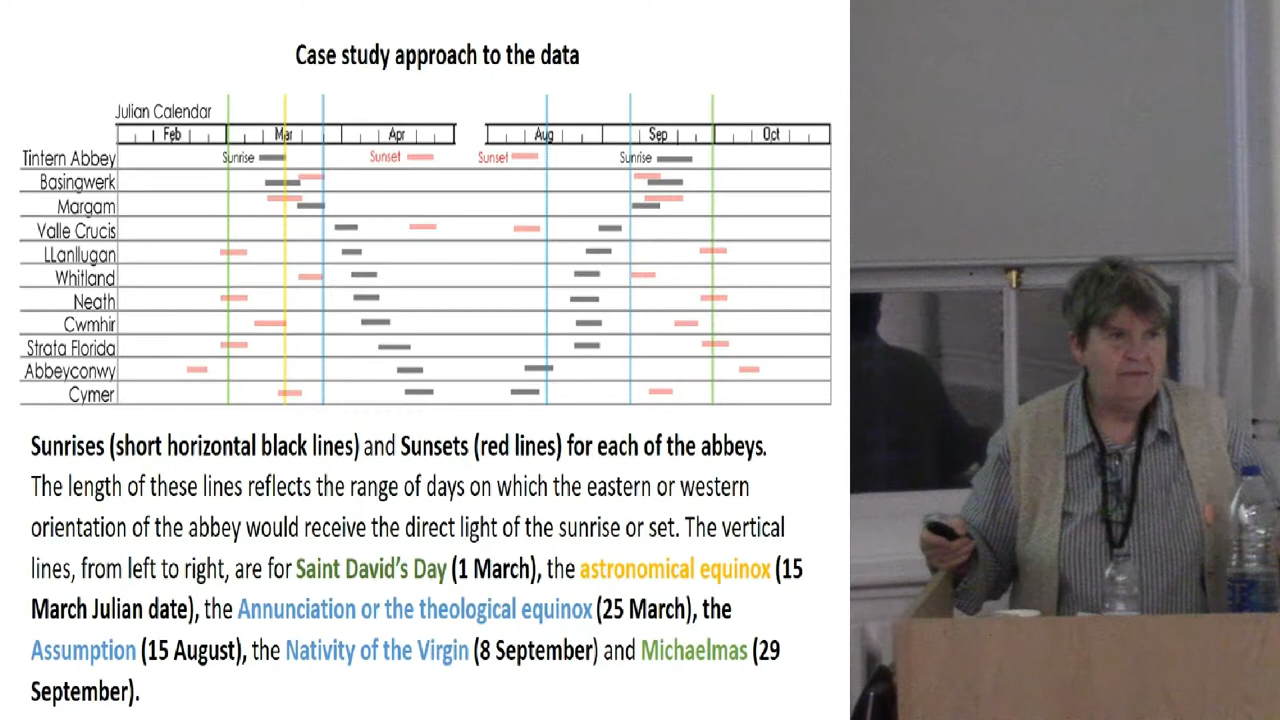 Case study approach to the data
Julian Calendar
Feb Mar Apr Aug Sep Oct
Tintern Abbey Sunrise Sunset Sunset Sunrise
Basingwerk
Margam
Valle Crucis
LLanllugan
Whitland
Neath
Cwmhir
Strata Florida
Abbeyconwy
Cymer
Sunrises (short horizontal black lines) and Sunsets (red lines) for each of the abbeys.
The length of these lines reflects the range of days on which the eastern or western
orientation of the abbey would receive the direct light of the sunrise or set. The vertical
lines, from left to right, are for Saint David's Day (1 March), the astronomical equinox (15
March Julian date), the Annunciation or the theological equinox (25 March), the
Assumption (15 August), the Nativity of the Virgin (8 September) and Michaelmas (29
September).